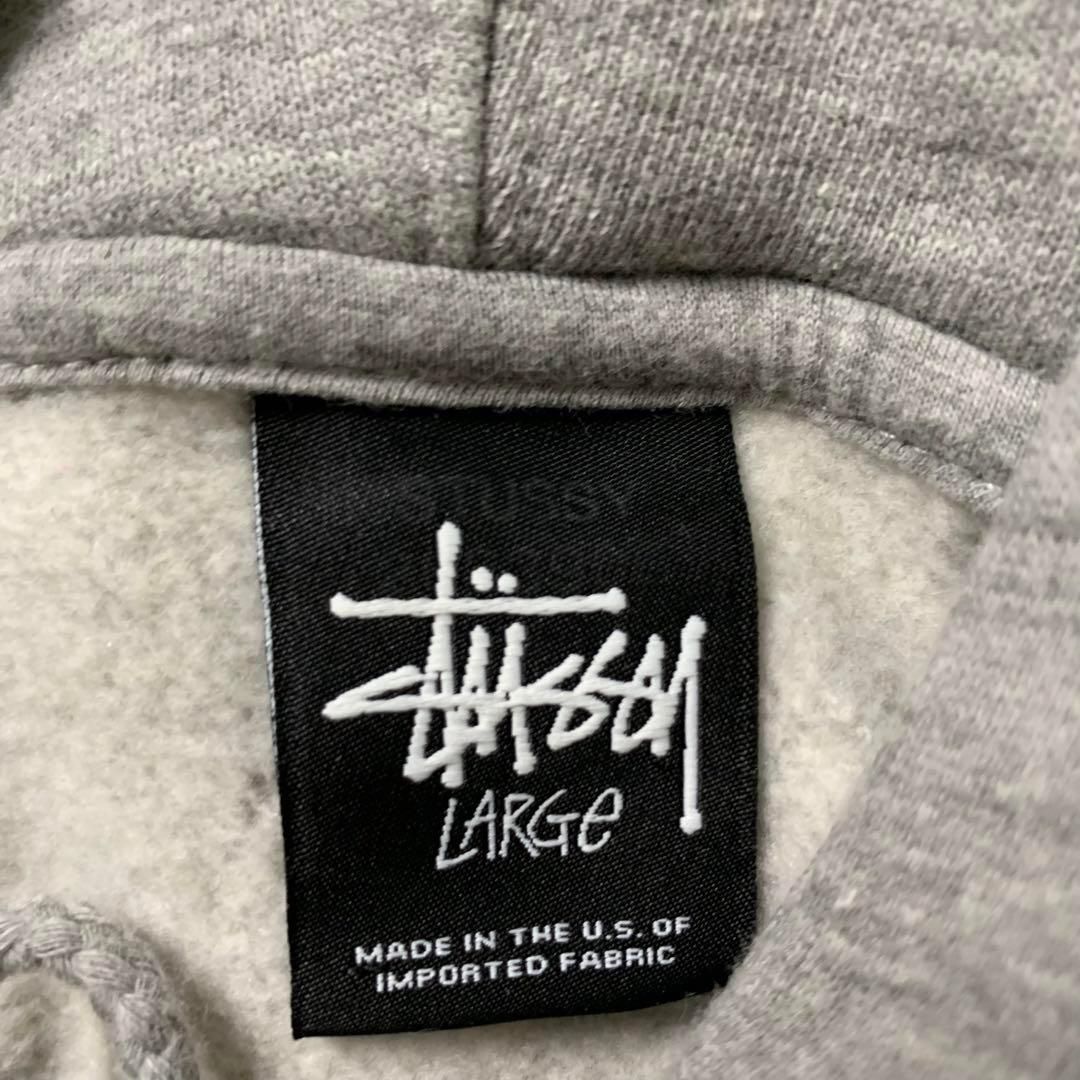 STUSSY
Stüssy
LARGE
MADE IN THE U.S. OF
IMPORTED FABRIC